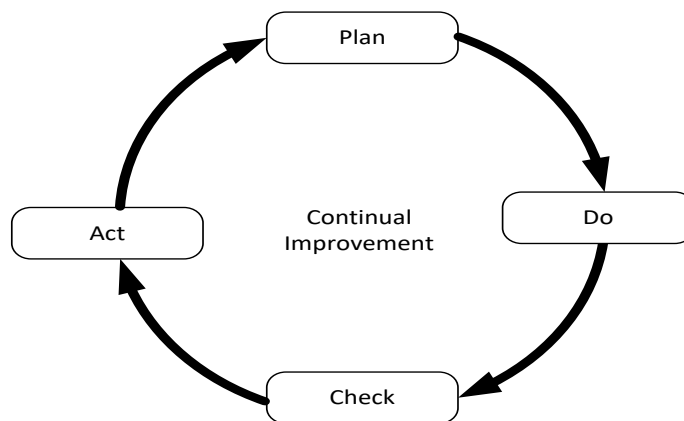 Plan
Do
Continual
Improvement
Act
Check